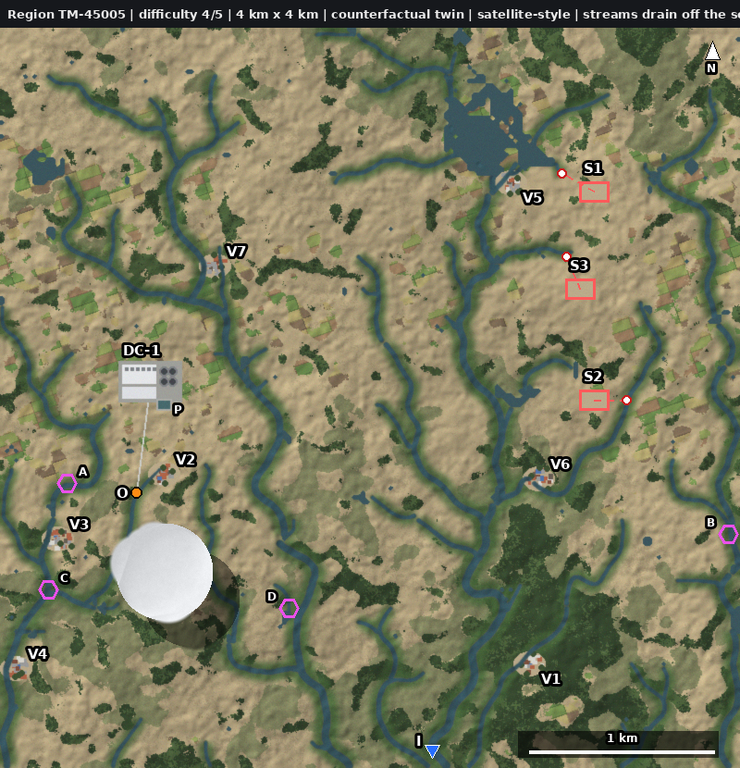 Region TM-45005 | difficulty 4/5 | 4 km x 4 km | counterfactual twin | satellite-style | streams drain off the
N
S1
V5
V7
S3
DC-1
P
S2
V2
A
V6
O
V3
B
C
D
V4
V1
I
1 km